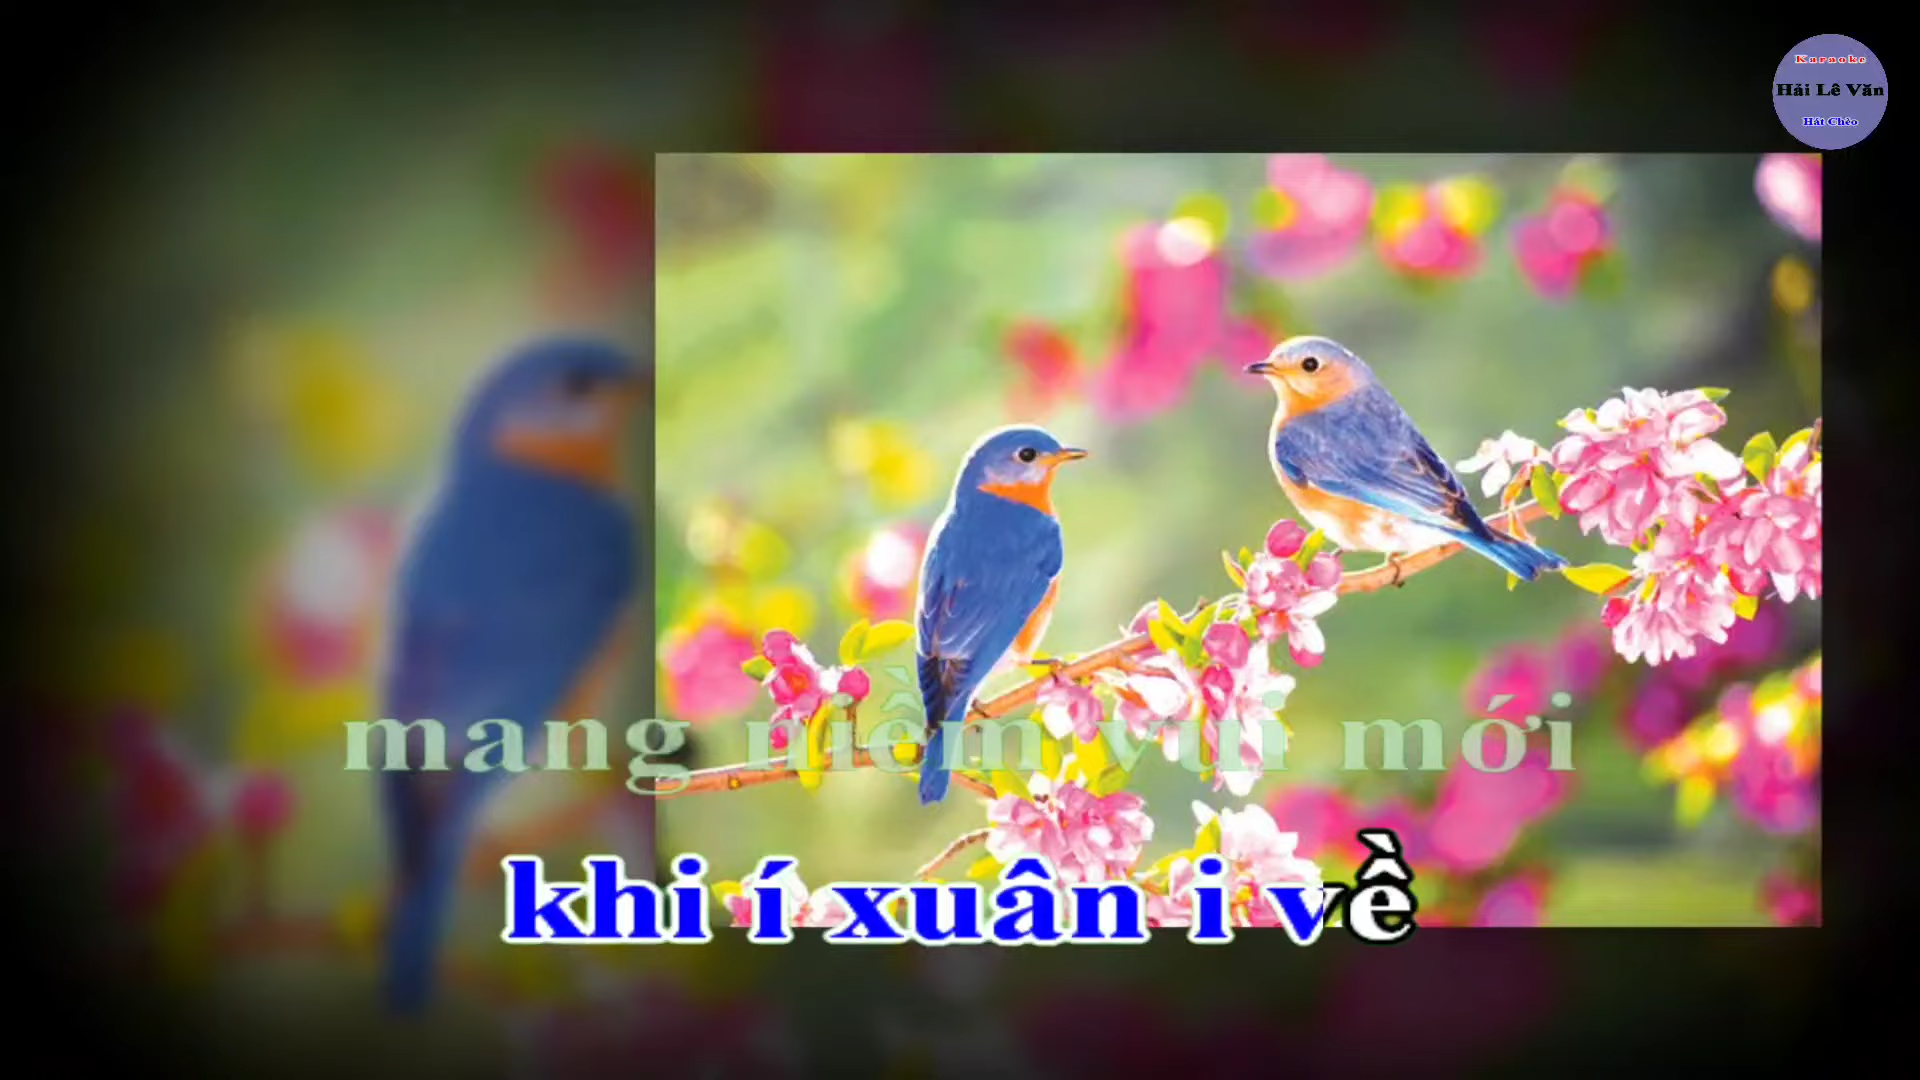 Karaoke
Hải Lê Văn
Hát Chèo
mang niềm vui mới
khi í xuân i về